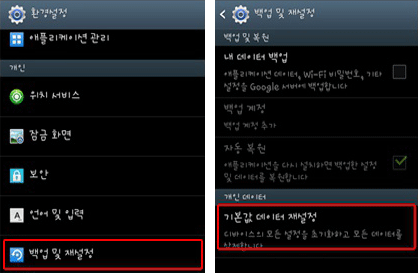 환경설정
애플리케이션 관리
개인
위치 서비스
잠금 화면
보안
언어 및 입력
A
백업 및 재설정
백업 및 재설정
백업 및 복원
내 데이터 백업
애플리케이션 데이터, Wi-Fi 비밀번호, 기타
설정을 Google 서버에 백업합니다
백업 계정
백업 계정 추가
자동 복원
애플리케이션을 다시 설치하면 백업한 설정
및 데이터를 복원합니다
개인 데이터
기본값 데이터 재설정
디바이스의 모든 설정을 초기화하고 모든 데이터를
삭제합니다